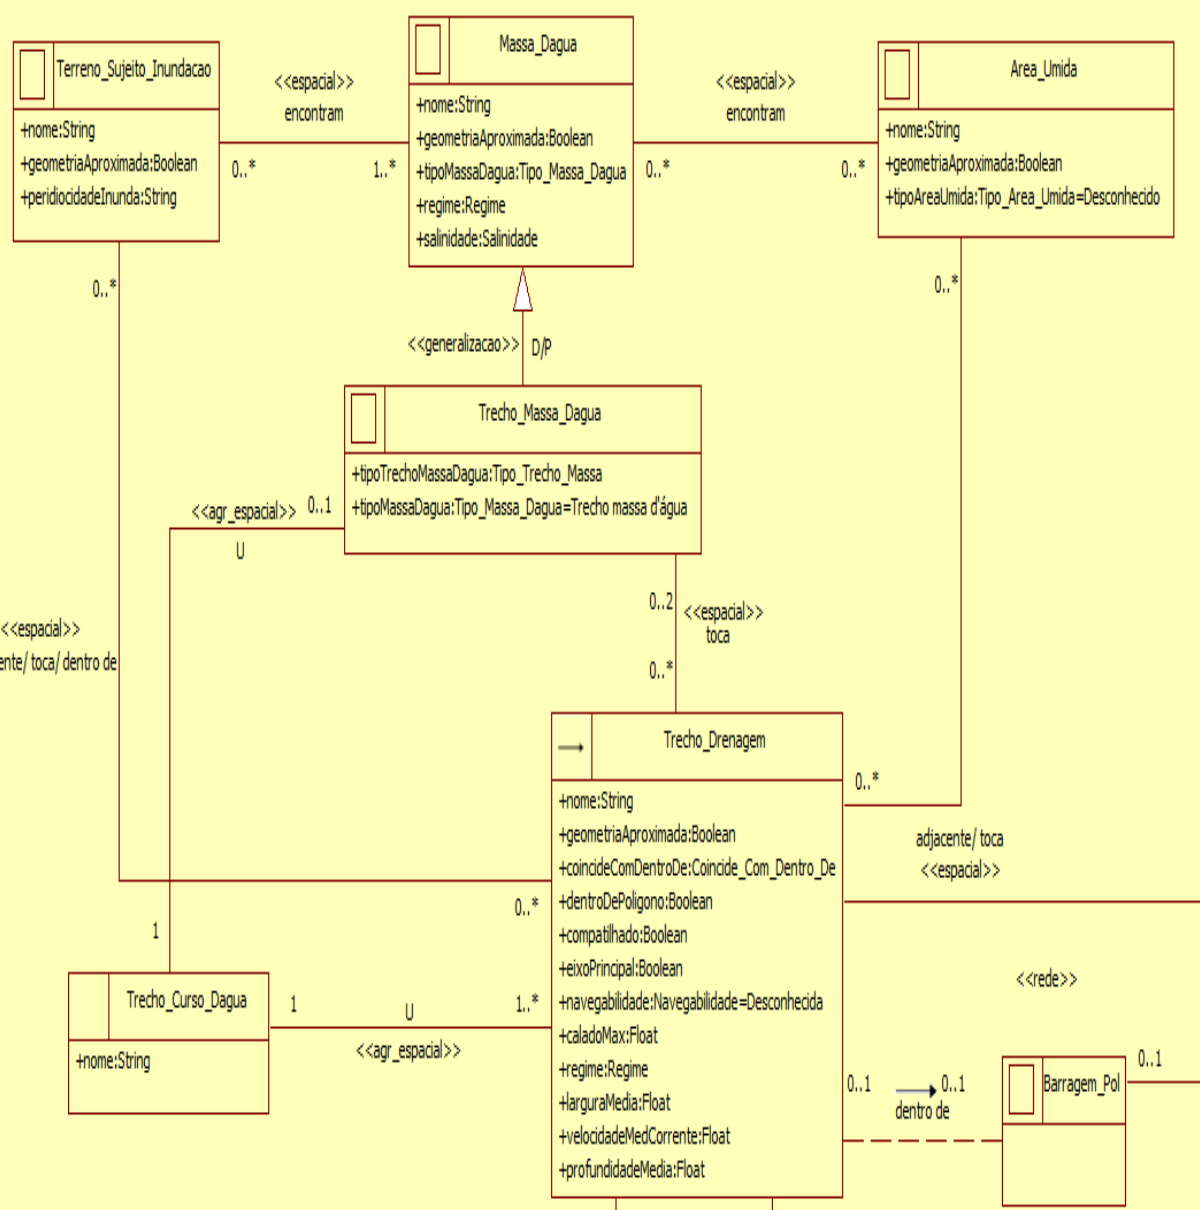 Terreno_Sujeito_Inundacao
+nome:String
+geometriaAproximada:Boolean
+peridiocidadeInunda:String
<<espacial>>
encontram
0..*
1..*
Massa_Dagua
+nome:String
+geometriaAproximada:Boolean
+tipoMassaDagua:Tipo_Massa_Dagua
+regime:Regime
+salinidade:Salinidade
<<espacial>>
encontram
0..*
0..*
Area_Umida
+nome:String
+geometriaAproximada:Boolean
+tipoAreaUmida:Tipo_Area_Umida=Desconhecido
0..*
0..*
<<generalizacao>>
D/P
Trecho_Massa_Dagua
+tipoTrechoMassaDagua:Tipo_Trecho_Massa
+tipoMassaDagua:Tipo_Massa_Dagua=Trecho massa d'água
<<agr_espacial>>
0..1
U
0..2
<<espacial>>
toca
0..*
<<espacial>>
ente/ toca/ dentro de
Trecho_Drenagem
+nome:String
+geometriaAproximada:Boolean
+coincideComDentroDe:Coincide_Com_Dentro_De
+dentroDePoligono:Boolean
+compatilhado:Boolean
+eixoPrincipal:Boolean
+navegabilidade:Navegabilidade=Desconhecida
+caladoMax:Float
+regime:Regime
+larguraMedia:Float
+velocidadeMedCorrente:Float
+profundidadeMedia:Float
0..*
adjacente/ toca
<<espacial>>
0..*
1
Trecho_Curso_Dagua
+nome:String
1
U
1..*
<<agr_espacial>>
<<rede>>
0..1
0..1
dentro de
Barragem_Pol
0..1